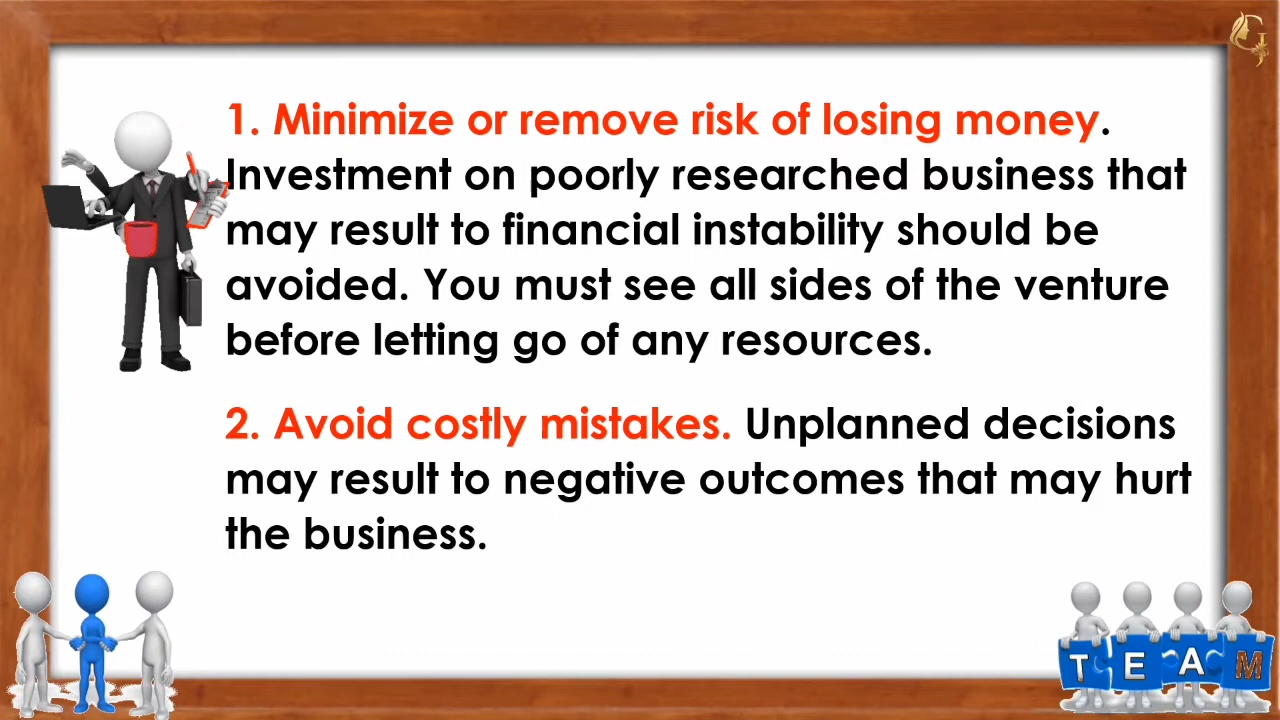 1. Minimize or remove risk of losing money.
Investment on poorly researched business that
may result to financial instability should be
avoided. You must see all sides of the venture
before letting go of any resources.
2. Avoid costly mistakes. Unplanned decisions
may result to negative outcomes that may hurt
the business.
TEAM